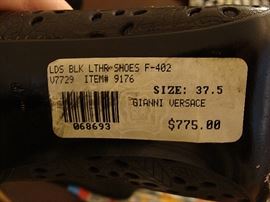 LDS BLK LTHR SHOES F-402
V7729 ITEM# 9176
SIZE: 37.5
GIANNI VERSACE
068693
$775.00